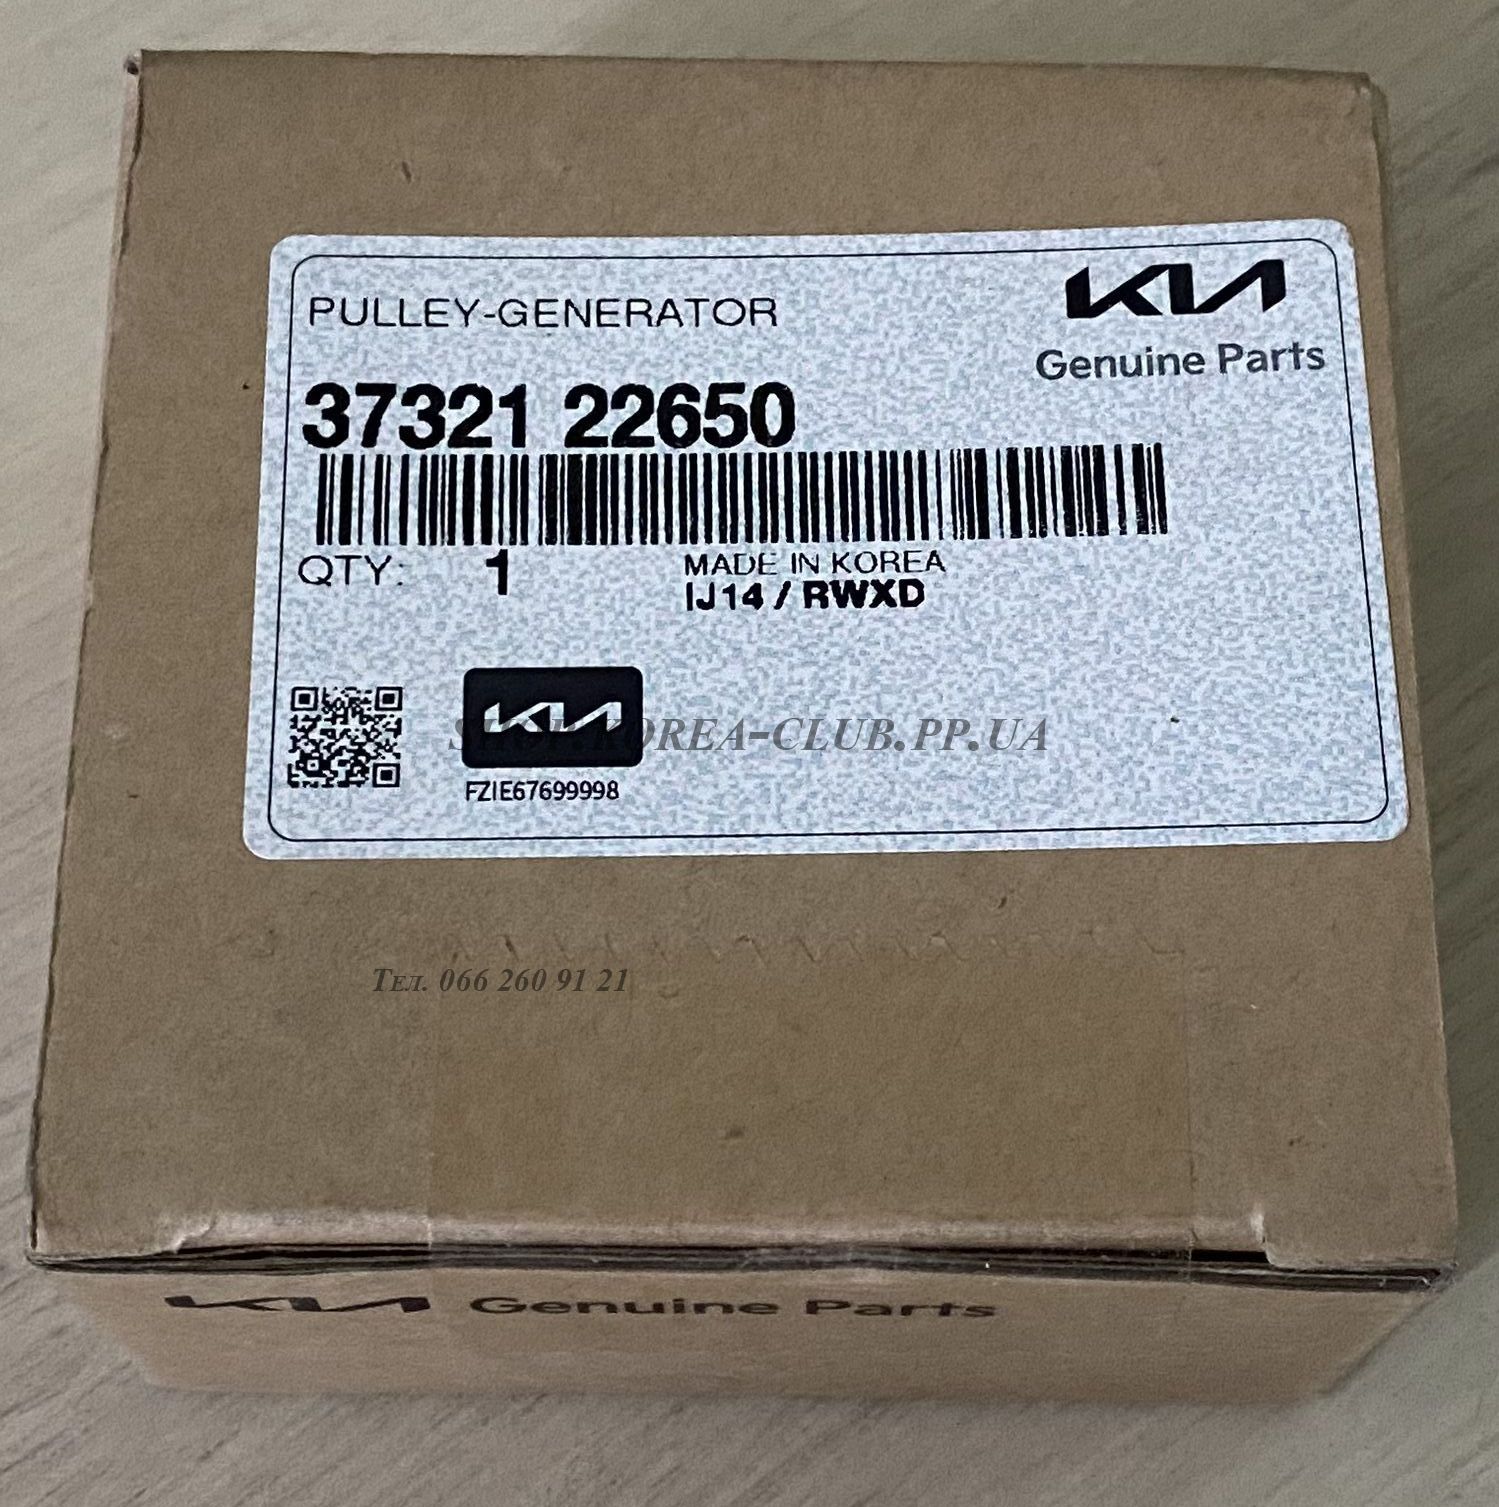 PULLEY-GENERATOR
KIA
Genuine Parts
37321 22650
QTY: 1
MADE IN KOREA
IJ14 / RWXD
KIA
SHOP.KOREA-CLUB.PP.UA
FZIE67699998
Тел. 066 260 91 21
KIA Genuine Parts